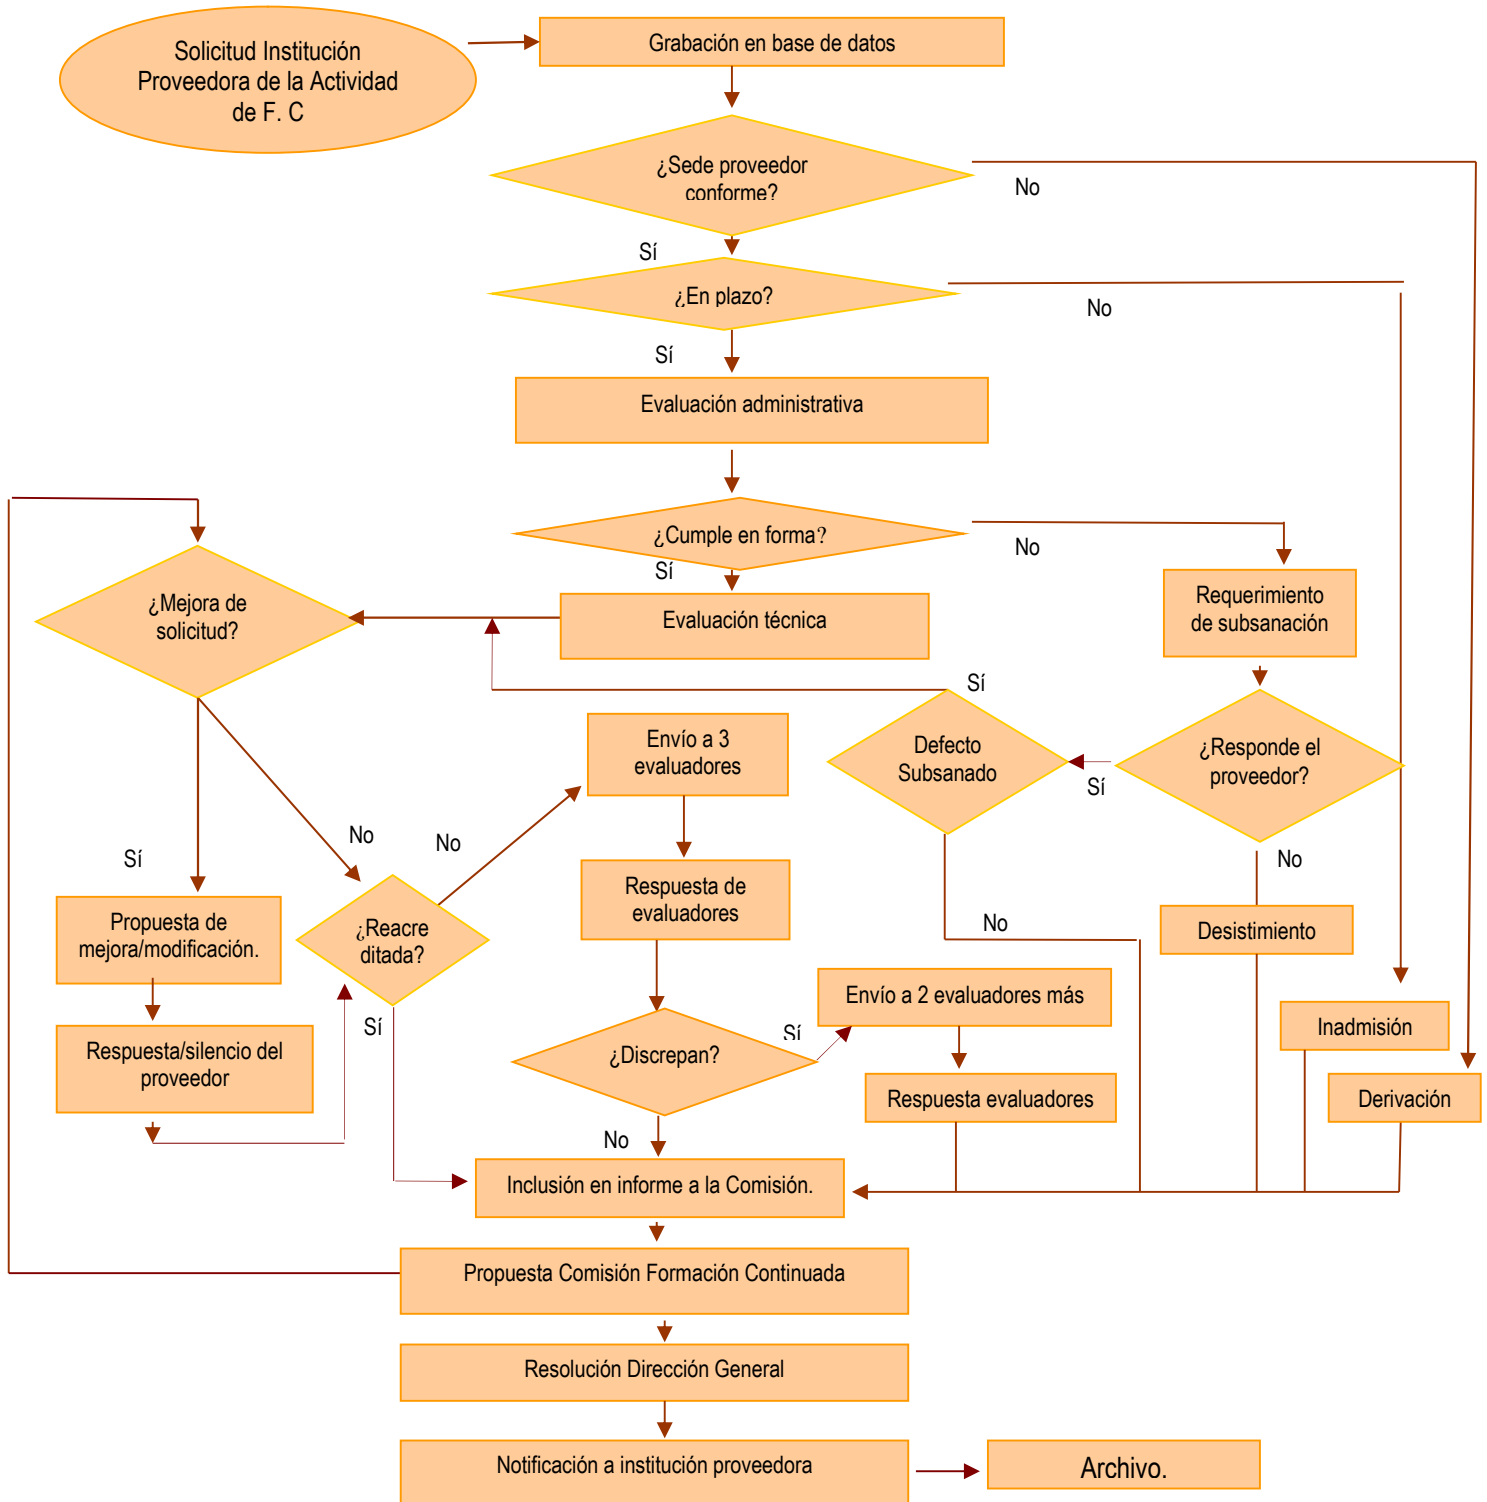 Solicitud Institución
Proveedora de la Actividad
de F. C
Grabación en base de datos
¿Sede proveedor
conforme?
No
Sí
¿En plazo?
No
Sí
Evaluación administrativa
¿Cumple en forma?
No
Sí
¿Mejora de
solicitud?
Evaluación técnica
Requerimiento
de subsanación
Sí
Envío a 3
evaluadores
Defecto
Subsanado
¿Responde el
proveedor?
Sí
No
No
Sí
No
Respuesta de
evaluadores
Propuesta de
mejora/modificación.
¿Reacre
ditada?
No
Desistimiento
Envío a 2 evaluadores más
Sí
Sí
Inadmisión
Respuesta/silencio del
proveedor
¿Discrepan?
Respuesta evaluadores
Derivación
No
Inclusión en informe a la Comisión.
Propuesta Comisión Formación Continuada
Resolución Dirección General
Notificación a institución proveedora
Archivo.